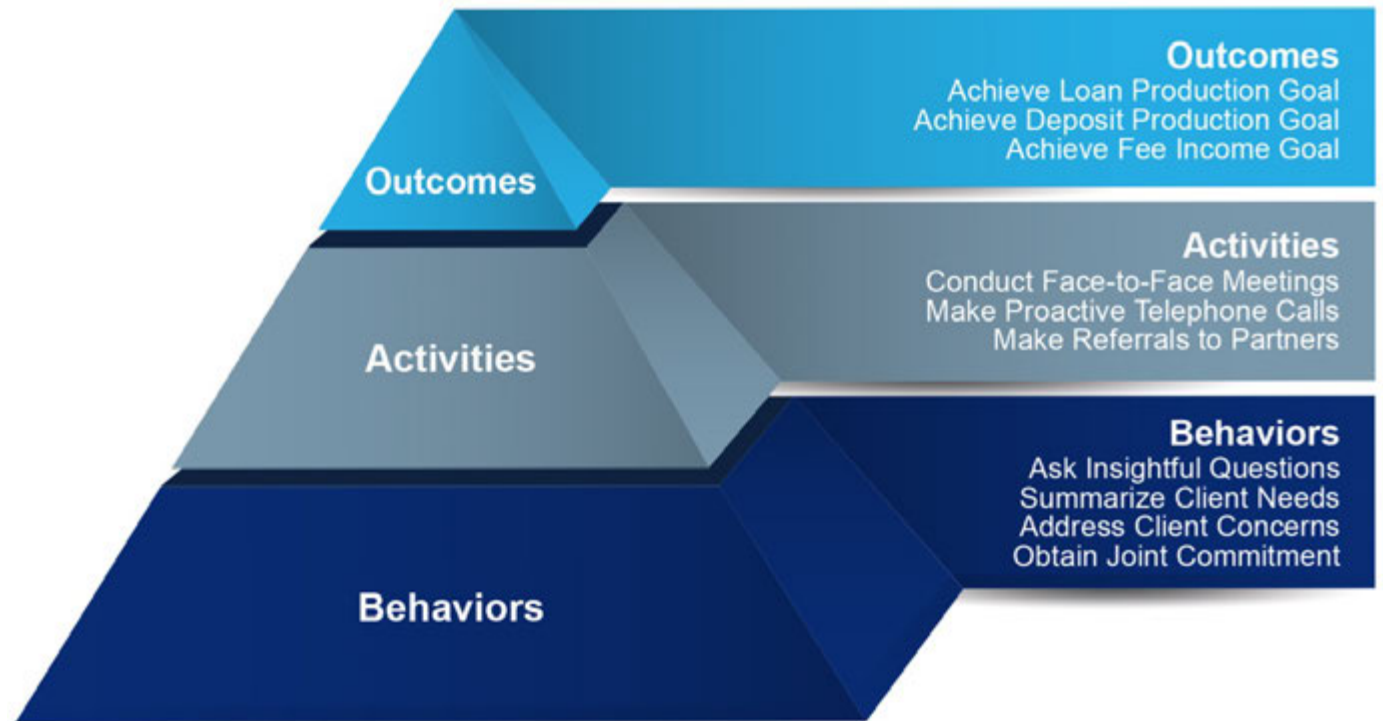 Outcomes
Outcomes
Achieve Loan Production Goal
Achieve Deposit Production Goal
Achieve Fee Income Goal
Activities
Activities
Conduct Face-to-Face Meetings
Make Proactive Telephone Calls
Make Referrals to Partners
Behaviors
Behaviors
Ask Insightful Questions
Summarize Client Needs
Address Client Concerns
Obtain Joint Commitment